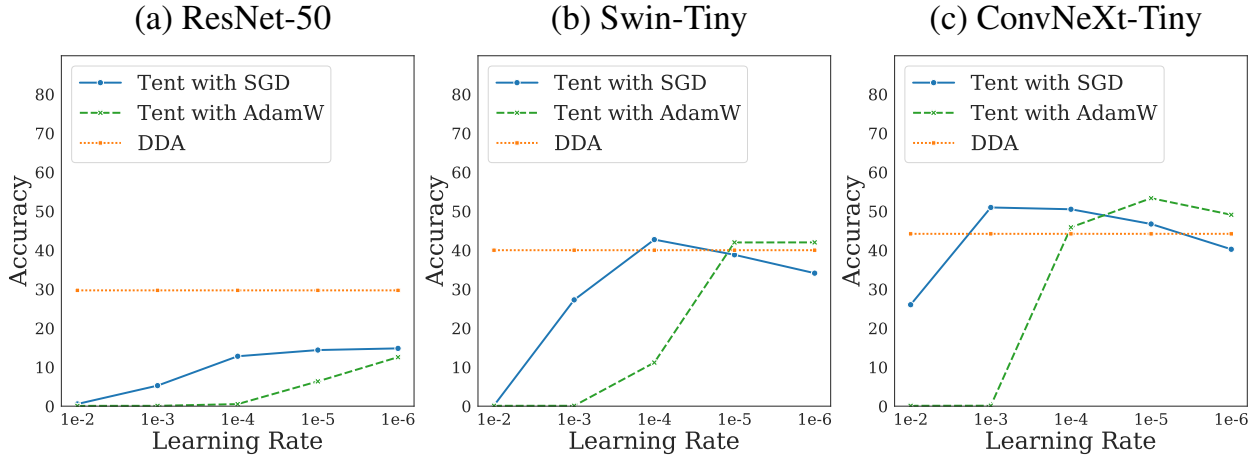 (a) ResNet-50
Accuracy
80
70
60
50
40
30
20
10
0
Tent with SGD
Tent with AdamW
DDA
1e-2 1e-3 1e-4 1e-5 1e-6
Learning Rate
(b) Swin-Tiny
Accuracy
80
70
60
50
40
30
20
10
0
Tent with SGD
Tent with AdamW
DDA
1e-2 1e-3 1e-4 1e-5 1e-6
Learning Rate
(c) ConvNeXt-Tiny
Accuracy
80
70
60
50
40
30
20
10
0
Tent with SGD
Tent with AdamW
DDA
1e-2 1e-3 1e-4 1e-5 1e-6
Learning Rate